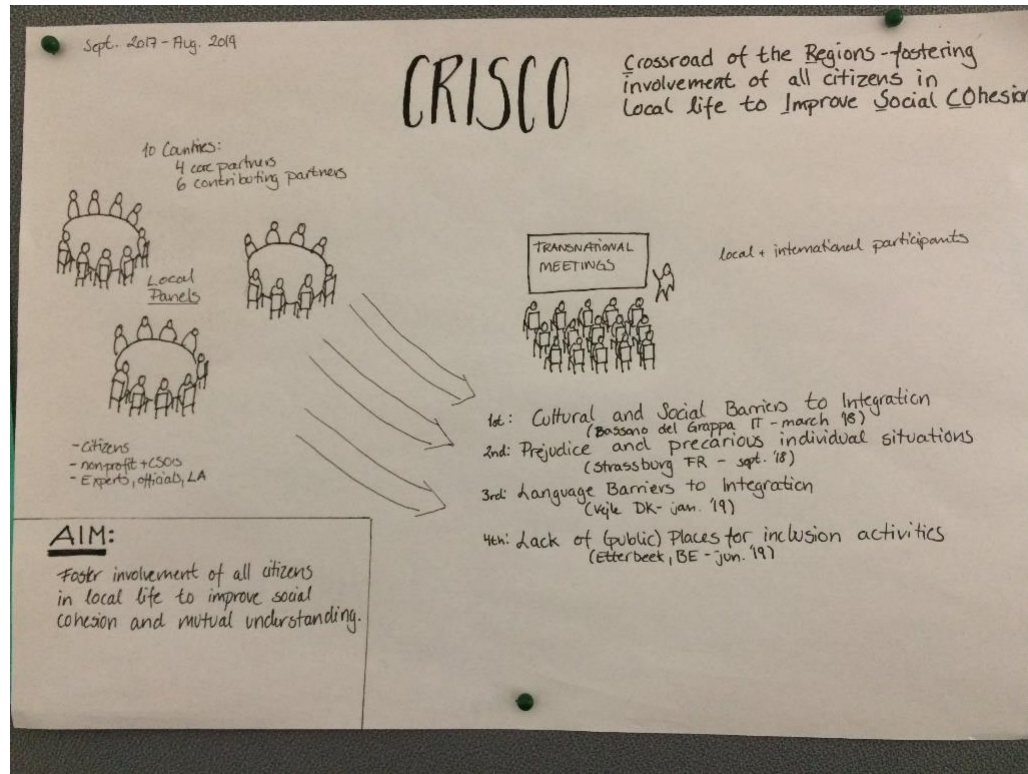 Sept. 2017 - Aug. 2019
CRISCO
Crossroad of the Regions - fostering
involvement of all citizens in
Local life to Improve Social COhesion
10 Countries:
4 core partners
6 contributing partners
Local
Panels
- Citizens
- nonprofit + CSO's
- Experts, officials, LA
TRANSNATIONAL
MEETINGS
local + international participants
1st: Cultural and Social Barriers to Integration
(Bassano del Grappa IT - march '18)
2nd: Prejudice and precarious individual situations
(Strassburg FR - sept. '18)
3rd: Language Barriers to Integration
(Vejle DK - jan. '19)
4th: Lack of (public) Places for inclusion activities
(Etterbeek, BE - jun. '19)
AIM:
Foster involvement of all citizens
in local life to improve social
cohesion and mutual understanding.